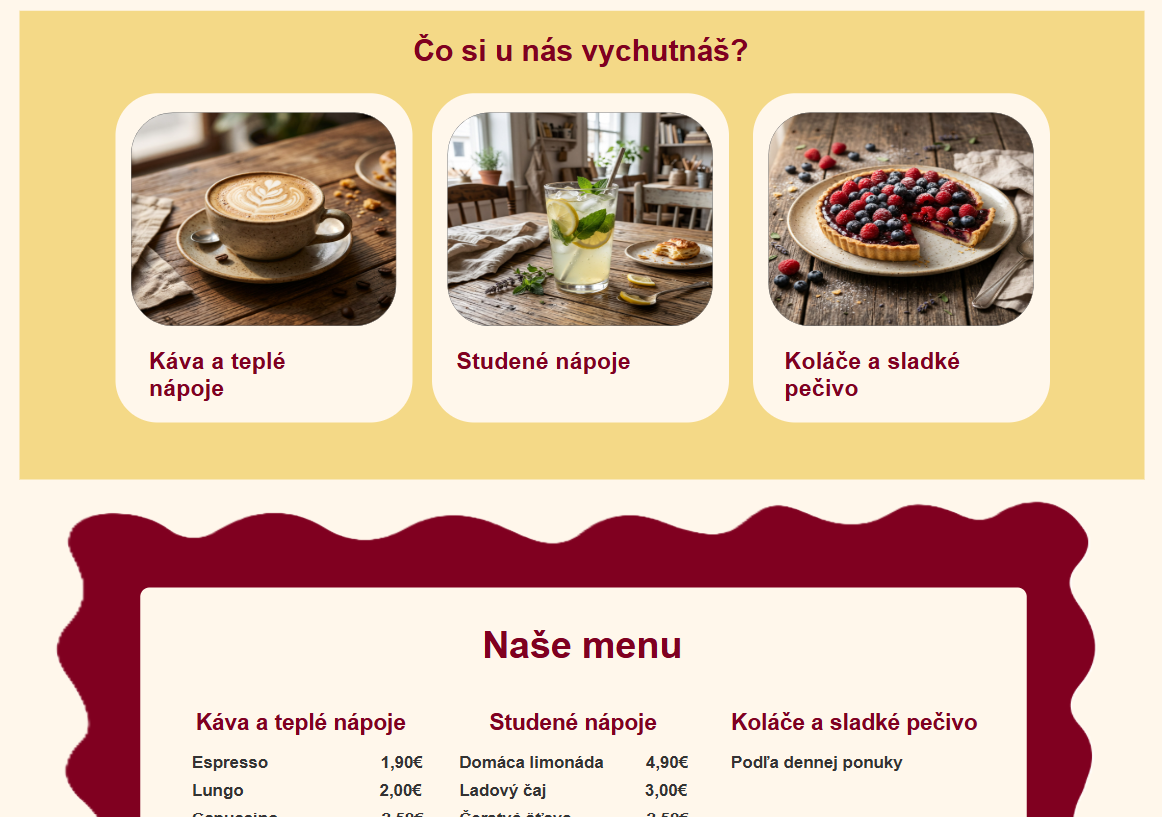 Čo si u nás vychutnáš?
Káva a teplé
nápoje
Studené nápoje
Koláče a sladké
pečivo
Naše menu
Káva a teplé nápoje
Studené nápoje
Koláče a sladké pečivo
Espresso 1,90€
Domáca limonáda 4,90€
Podľa dennej ponuky
Lungo 2,00€
Ladový čaj 3,00€